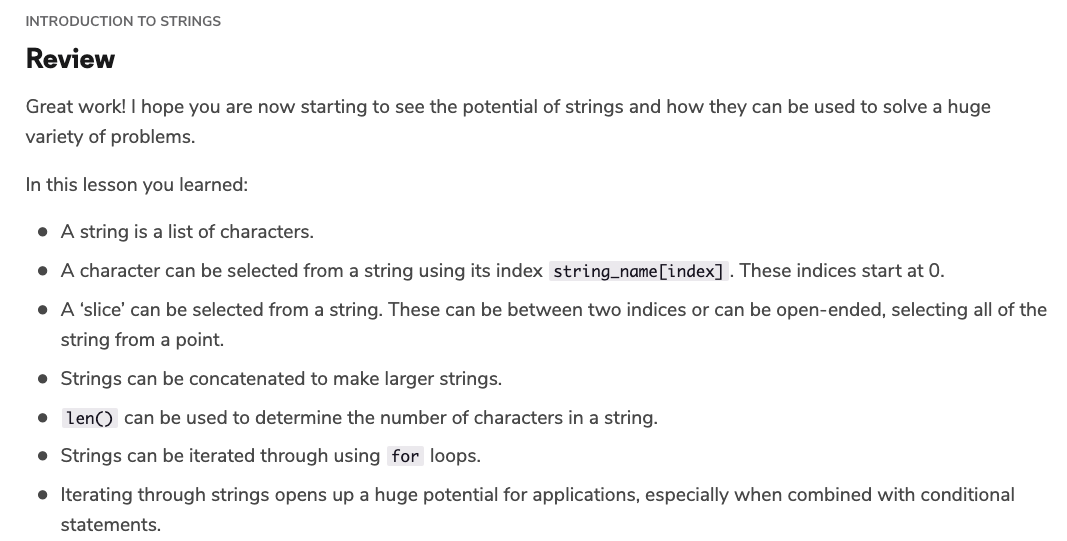 INTRODUCTION TO STRINGS
Review
Great work! I hope you are now starting to see the potential of strings and how they can be used to solve a huge
variety of problems.
In this lesson you learned:
● A string is a list of characters.
● A character can be selected from a string using its index string_name[index]. These indices start at 0.
● A ‘slice’ can be selected from a string. These can be between two indices or can be open-ended, selecting all of the
string from a point.
● Strings can be concatenated to make larger strings.
● len() can be used to determine the number of characters in a string.
● Strings can be iterated through using for loops.
● Iterating through strings opens up a huge potential for applications, especially when combined with conditional
statements.